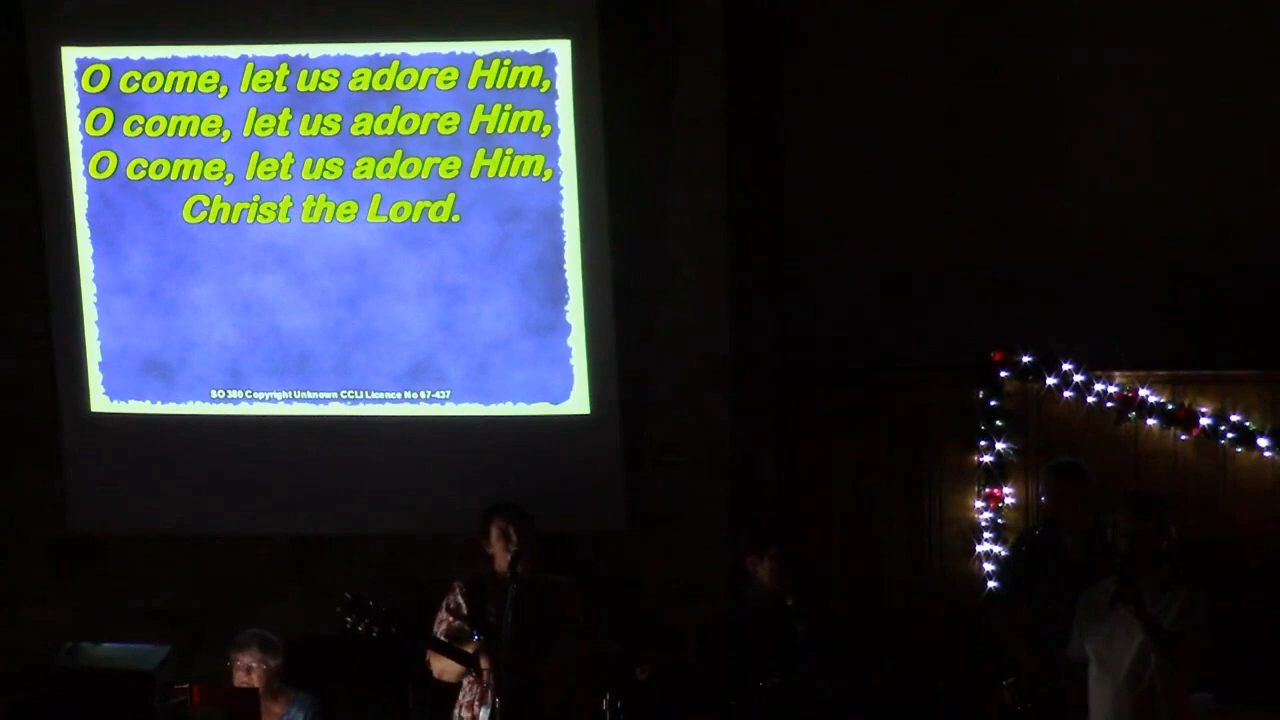 O come, let us adore Him,
O come, let us adore Him,
O come, let us adore Him,
Christ the Lord.
SO 380 Copyright Unknown CCLI Licence No 67-437